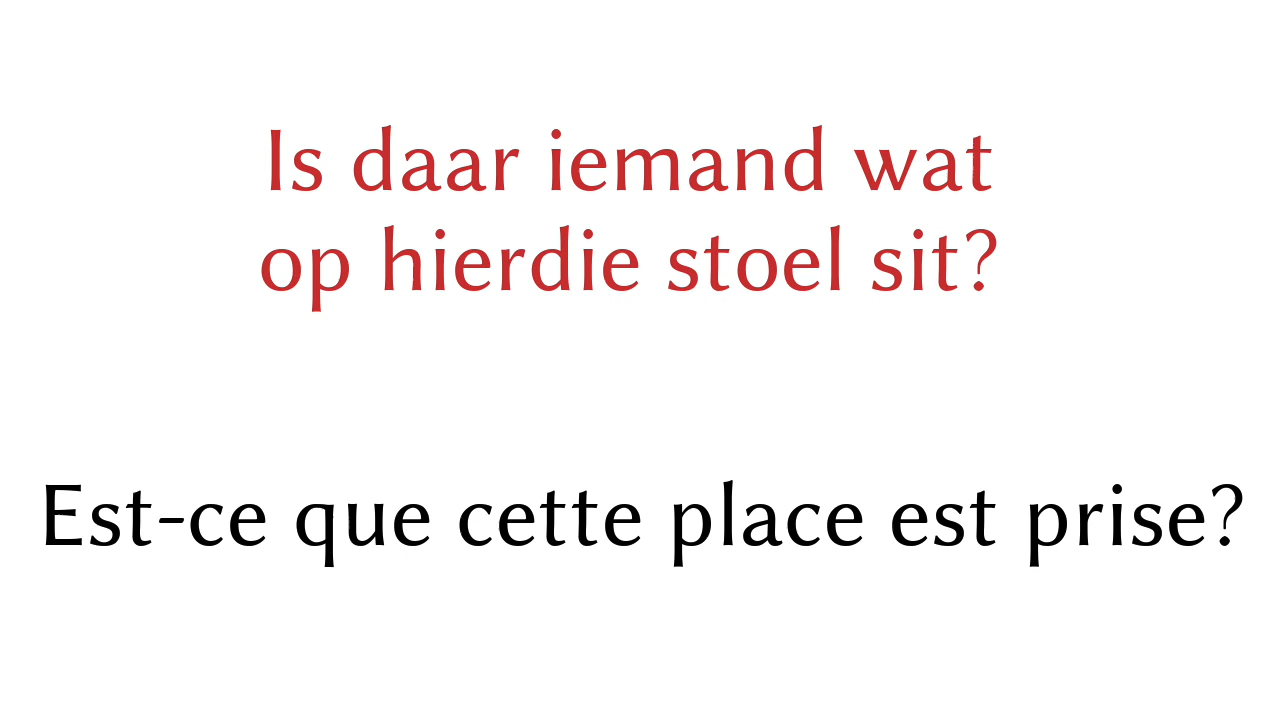 Is daar iemand wat
op hierdie stoel sit?
Est-ce que cette place est prise?